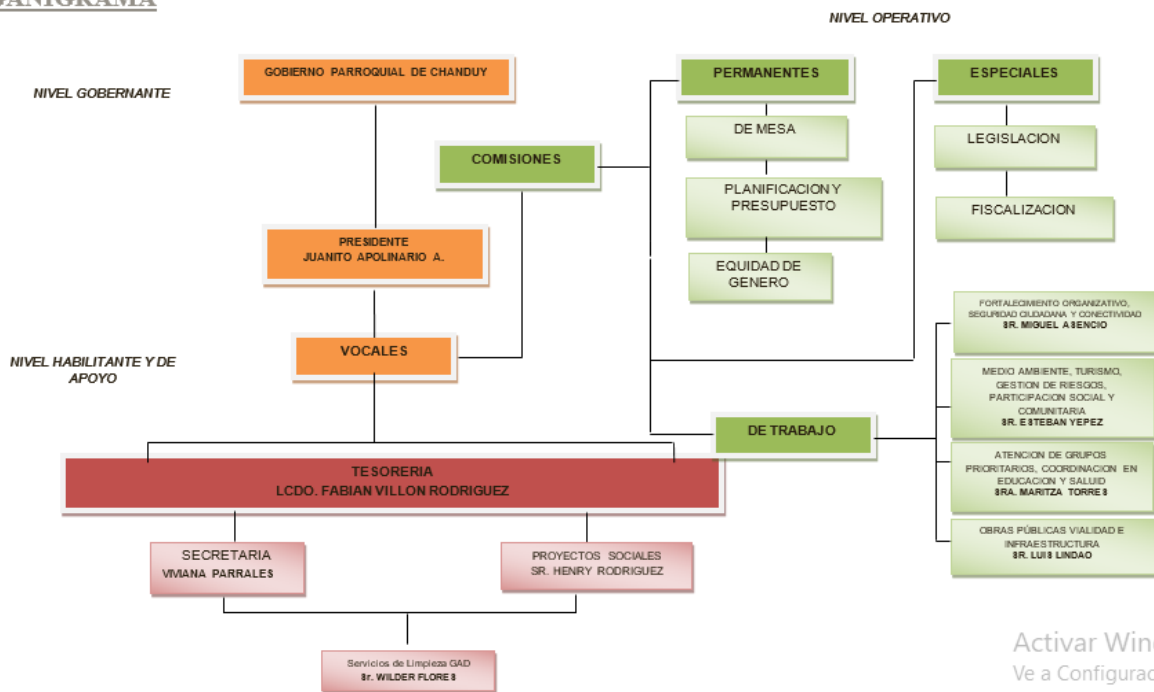 NIVEL OPERATIVO
NIVEL GOBERNANTE
GOBIERNO PARROQUIAL DE CHANDUY
PERMANENTES
ESPECIALES
DE MESA
LEGISLACION
COMISIONES
PLANIFICACION Y
PRESUPUESTO
FISCALIZACION
PRESIDENTE
JUANITO APOLINARIO A.
EQUIDAD DE
GENERO
NIVEL HABILITANTE Y DE
APOYO
VOCALES
FORTALECIMIENTO ORGANIZATIVO,
SEGURIDAD CIUDADANA Y CONECTIVIDAD
SR. MIGUEL ASENCIO
MEDIO AMBIENTE, TURISMO,
GESTION DE RIESGOS,
PARTICIPACION SOCIAL Y
COMUNITARIA
SR. ESTEBAN YEPEZ
DE TRABAJO
ATENCION DE GRUPOS
PRIORITARIOS, COORDINACION EN
EDUCACION Y SALUID
SRA. MARITZA TORRES
OBRAS PÚBLICAS VIALIDAD E
INFRAESTRUCTURA
SR. LUIS LINDAO
TESORERIA
LCDO. FABIAN VILLON RODRIGUEZ
SECRETARIA
VIVIANA PARRALES
PROYECTOS SOCIALES
SR. HENRY RODRIGUEZ
Servicios de Limpieza GAD
Sr. WILDER FLORES
Activar Win
Ve a Configurac